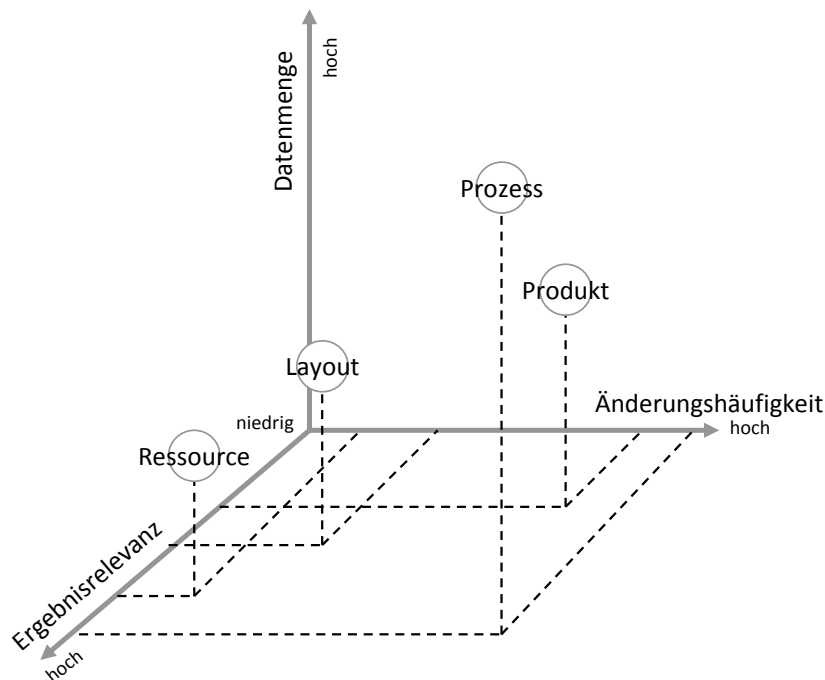 Datenmenge
hoch
Prozess
Produkt
Layout
Änderungshäufigkeit
niedrig
hoch
Ressource
Ergebnisrelevanz
hoch